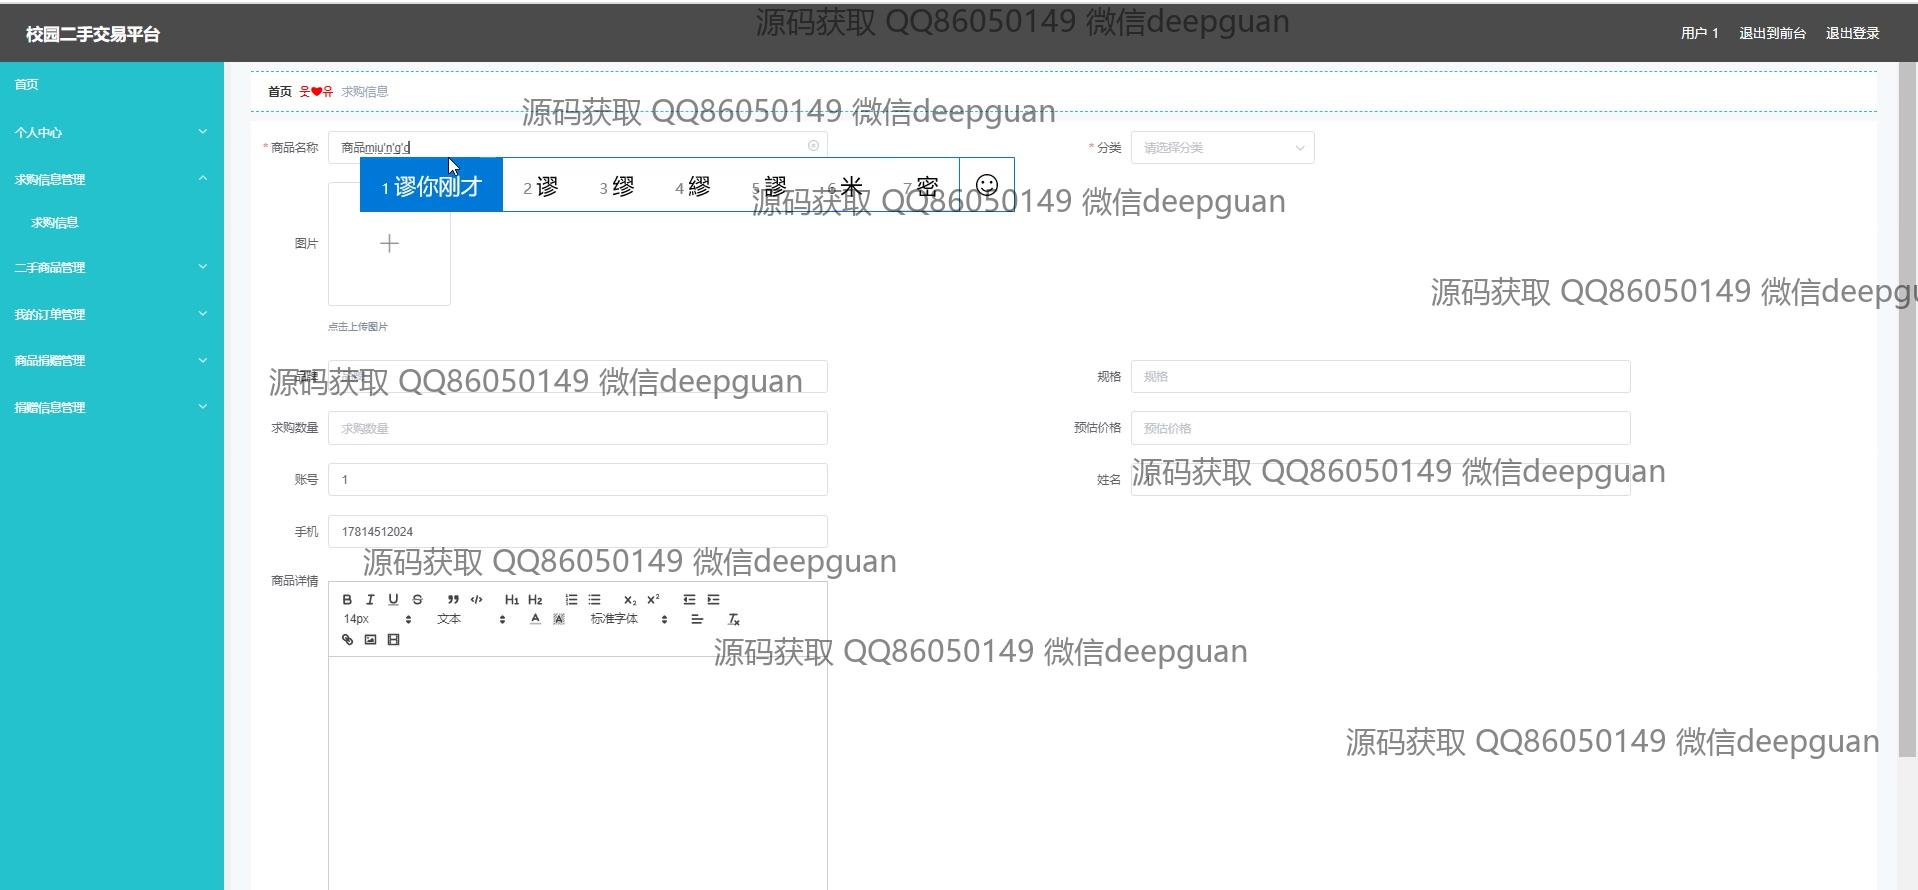 源码获取 QQ86050149 微信deepguan
校园二手交易平台
用户 1 退出到前台 退出登录
首页
个人中心
求购信息管理
求购信息
二手商品管理
我的订单管理
商品捐赠管理
捐赠信息管理
首页 웃❤유 求购信息
源码获取 QQ86050149 微信deepguan
* 商品名称 商品miu'n'g'c
* 分类 请选择分类
1 谬你刚才 2 谬 3 缪 4 繆 5 謬 6 米 7 密
源码获取 QQ86050149 微信deepguan
图片
点击上传图片
源码获取 QQ86050149 微信deepgu
品牌
规格 规格
源码获取 QQ86050149 微信deepguan
求购数量 求购数量
预估价格 预估价格
账号 1
姓名
源码获取 QQ86050149 微信deepguan
手机 17814512024
源码获取 QQ86050149 微信deepguan
商品详情
B I U S ” </> H1 H2 X₂ X²
14px 文本 A A 标准字体 Tx
源码获取 QQ86050149 微信deepguan
源码获取 QQ86050149 微信deepguan